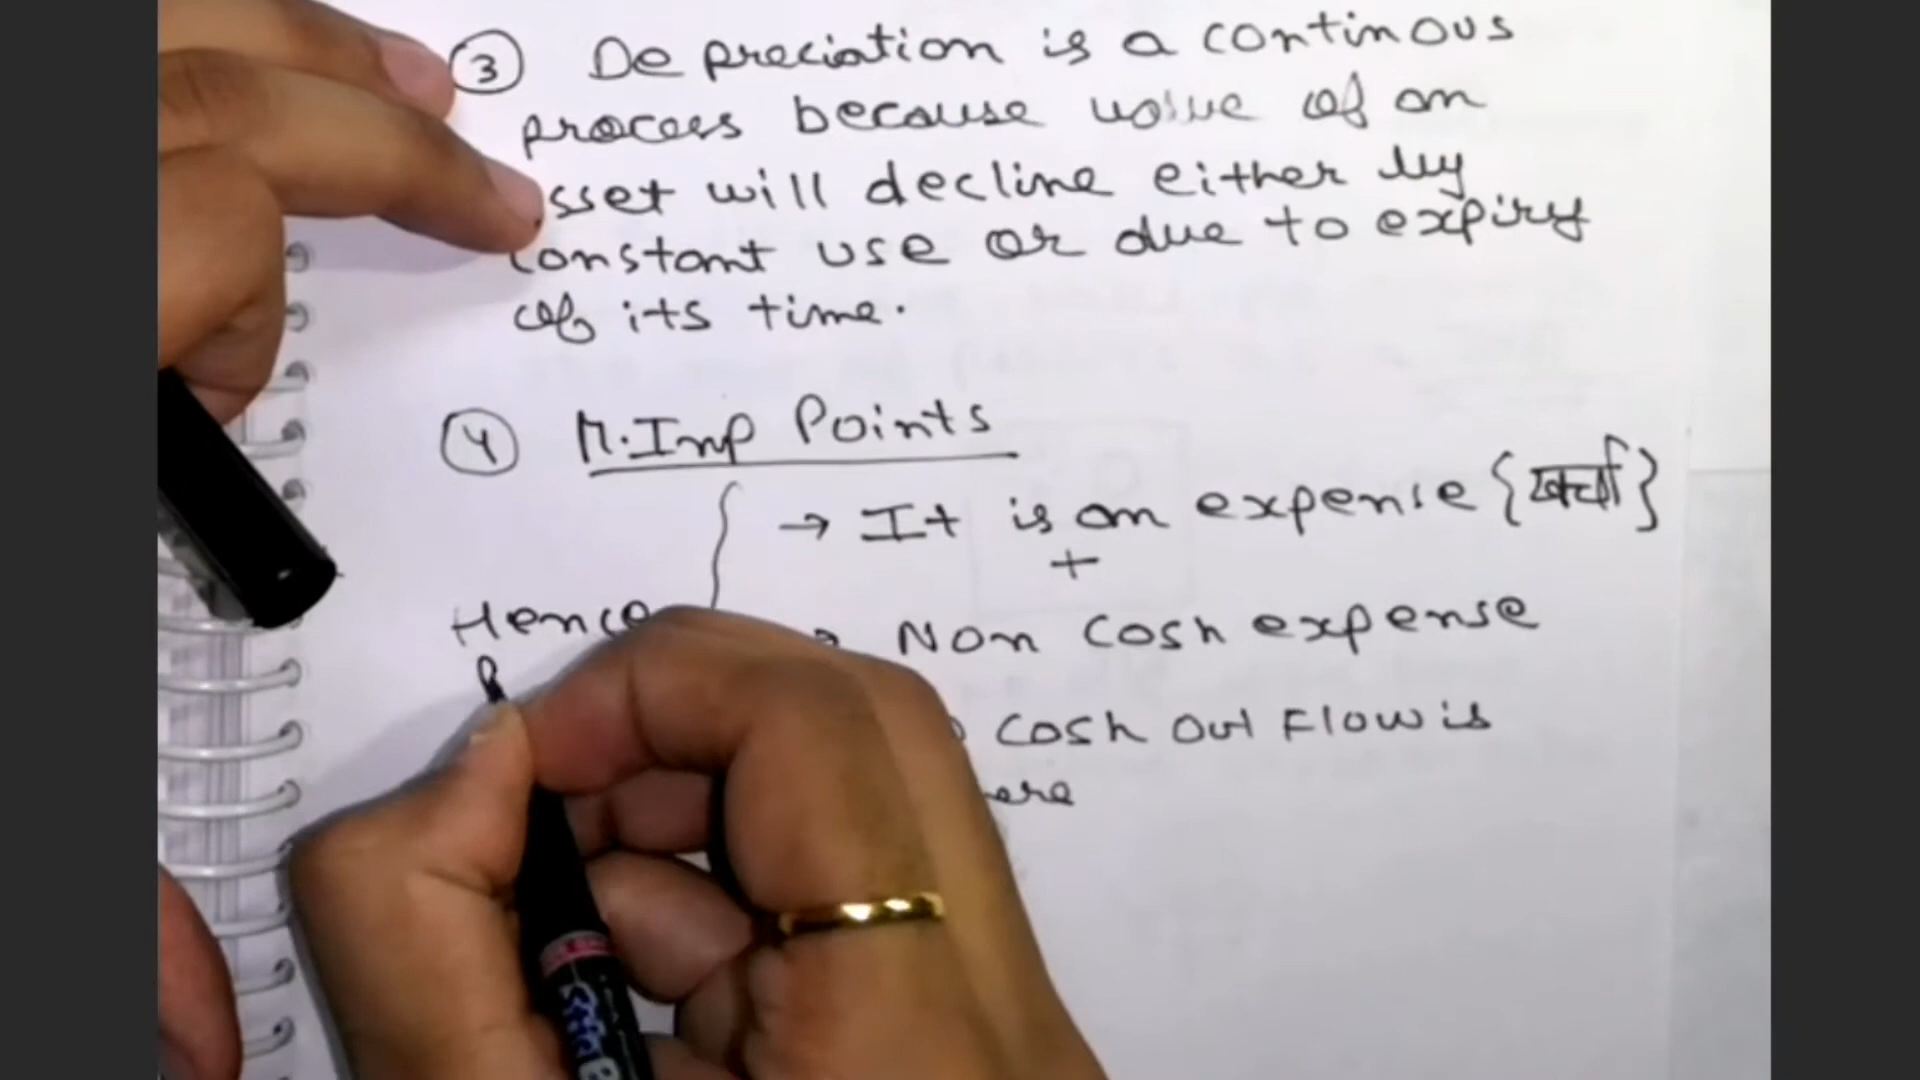 3 Depreciation is a continous
process because value of an
asset will decline either by
constant use or due to expiry
of its time.
4 M.Imp Points
→ It is an expense {खर्चा}
+
Hence
Non Cash expense
Cash out Flow is